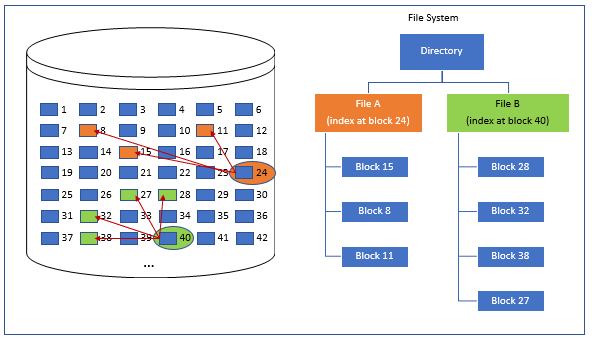 File System
Directory
File A
(index at block 24)
File B
(index at block 40)
Block 15
Block 8
Block 11
Block 28
Block 32
Block 38
Block 27
1 2 3 4 5 6
7 8 9 10 11 12
13 14 15 16 17 18
19 20 21 22 23 24
25 26 27 28 29 30
31 32 33 34 35 36
37 38 39 40 41 42
...